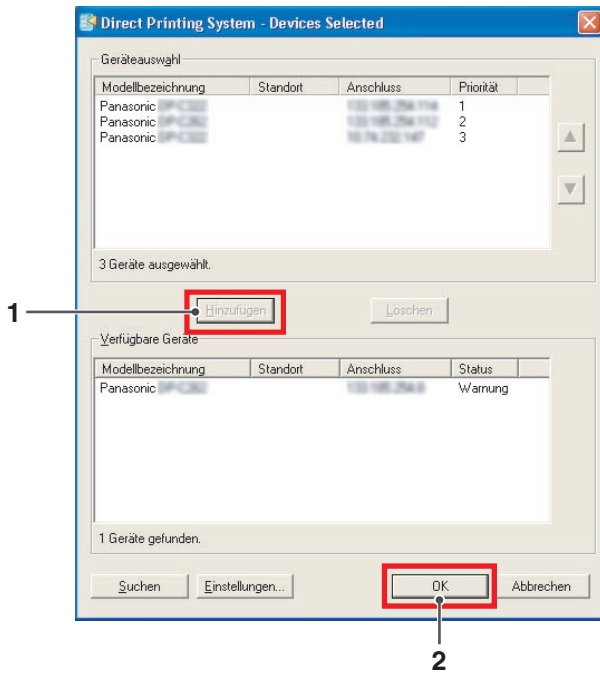 Direct Printing System - Devices Selected
Geräteauswahl
Modellbezeichnung Standort Anschluss Priorität
Panasonic 1
Panasonic 2
Panasonic 3
3 Geräte ausgewählt.
1
Hinzufügen Löschen
Verfügbare Geräte
Modellbezeichnung Standort Anschluss Status
Panasonic Warnung
1 Geräte gefunden.
Suchen Einstellungen... OK Abbrechen
2